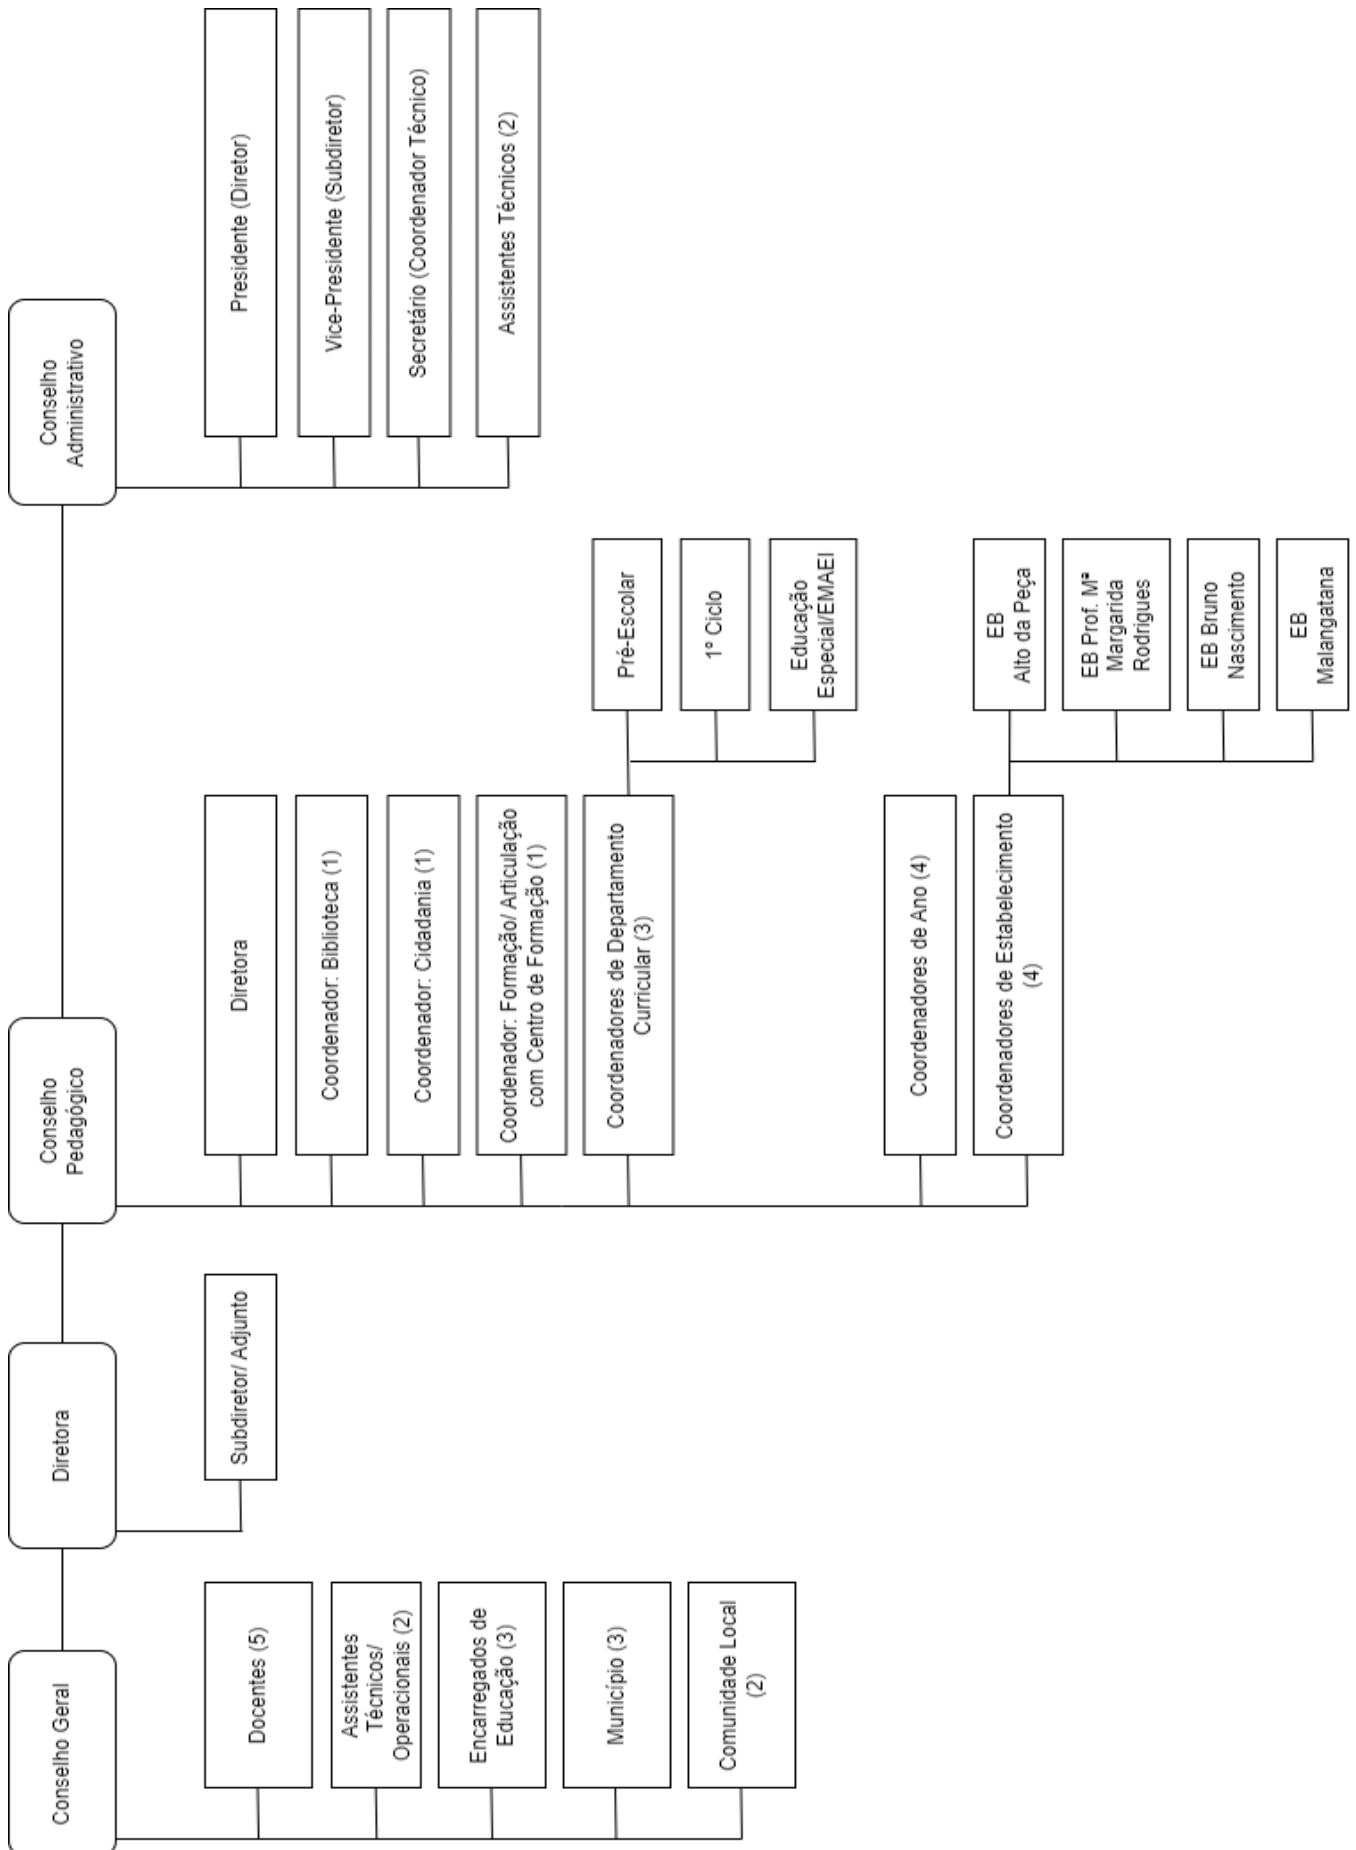 Conselho Geral
Docentes (5)
Assistentes
Técnicos/
Operacionais (2)
Encarregados de
Educação (3)
Município (3)
Comunidade Local
(2)
Diretora
Subdiretor/ Adjunto
Conselho
Pedagógico
Diretora
Coordenador: Biblioteca (1)
Coordenador: Cidadania (1)
Coordenador: Formação/ Articulação
com Centro de Formação (1)
Coordenadores de Departamento
Curricular (3)
Pré-Escolar
1º Ciclo
Educação
Especial/EMAEI
Coordenadores de Ano (4)
Coordenadores de Estabelecimento
(4)
EB
Alto da Peça
EB Prof. Mª
Margarida
Rodrigues
EB Bruno
Nascimento
EB
Malangatana
Conselho
Administrativo
Presidente (Diretor)
Vice-Presidente (Subdiretor)
Secretário (Coordenador Técnico)
Assistentes Técnicos (2)